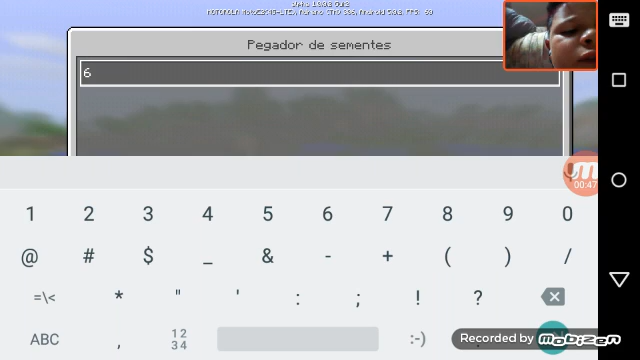 Pegador de sementes
6
00:47
1 2 3 4 5 6 7 8 9 0
@ # $ _ & - + ( ) /
=\< * " ' : ; ! ?
ABC , 12 34 :-)
Recorded by mobizen